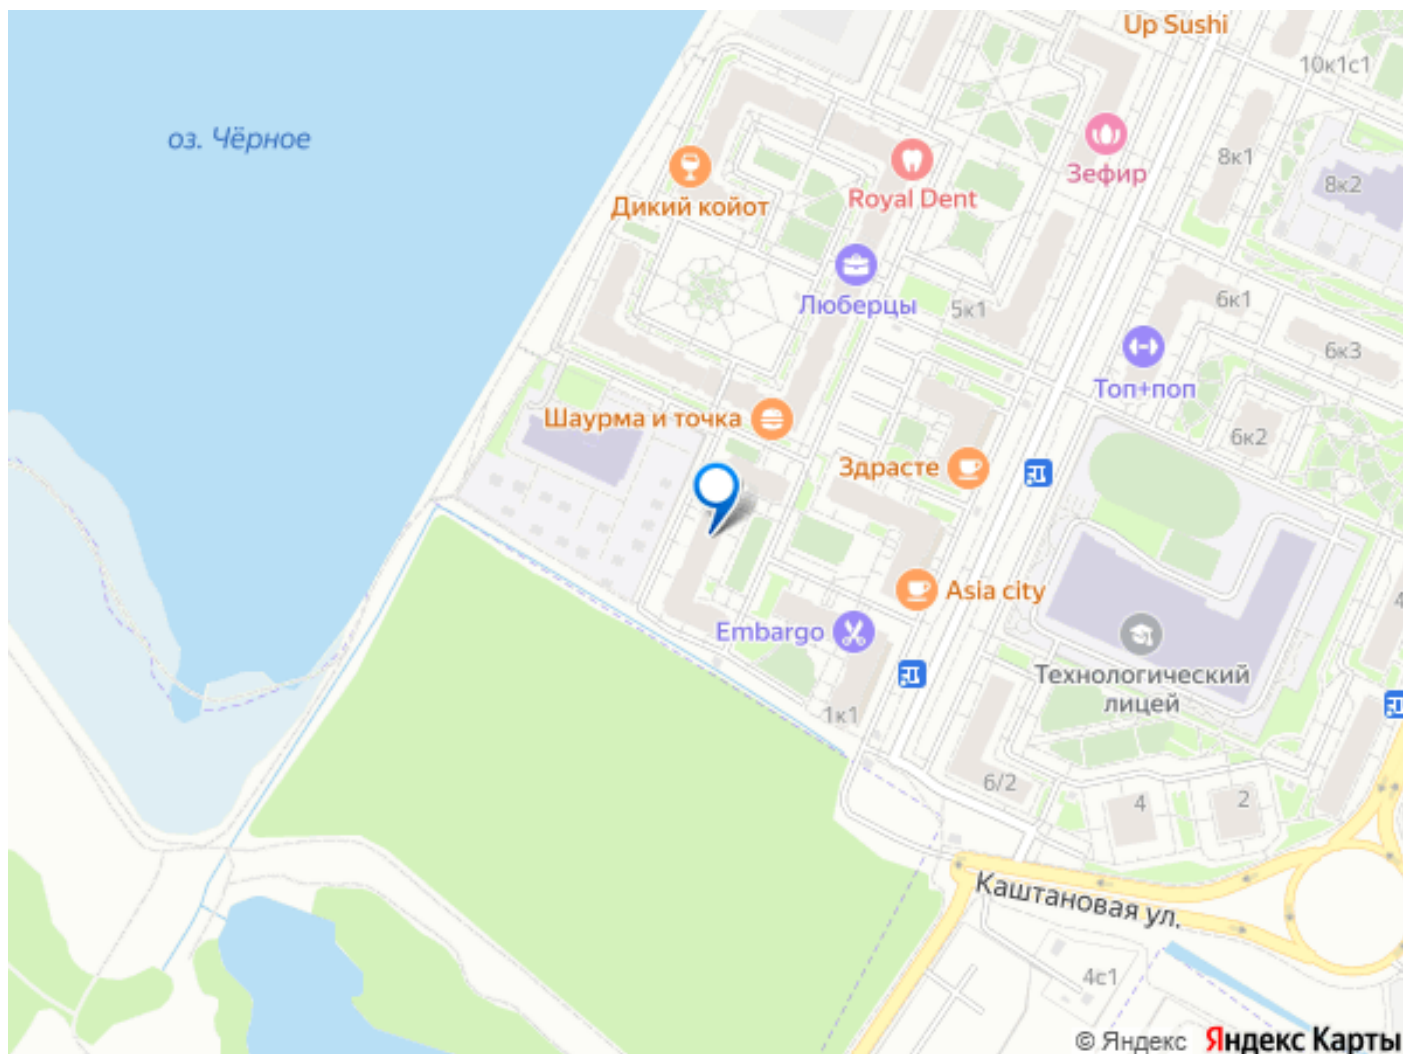 Up Sushi
10к1с1
оз. Чёрное
Зефир
8к1
8к2
Royal Dent
Дикий койот
Люберцы
5к1
6к1
6к3
Топ+поп
Шаурма и точка
6к2
Здрасте
Asia city
Embargo
Технологический
лицей
1к1
6/2
4
2
Каштановая ул.
4с1
© Яндекс Яндекс Карты